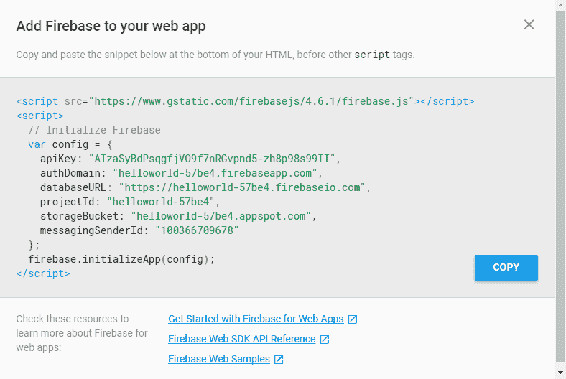 Add Firebase to your web app
Copy and paste the snippet below at the bottom of your HTML, before other script tags.
<script src="https://www.gstatic.com/firebasejs/4.6.1/firebase.js"></script>
<script>
// Initialize Firebase
var config = {
apiKey:
authDomain: "helloworld-57be4.firebaseapp.com",
databaseURL: "https://helloworld-57be4.firebaseio.com",
projectId: "helloworld-57be4",
storageBucket: "helloworld-57be4.appspot.com",
messagingSenderId: "100366709678"
};
firebase.initializeApp(config);
</script>
COPY
Check these resources to
learn more about Firebase for
web apps:
Get Started with Firebase for Web Apps
Firebase Web SDK API Reference
Firebase Web Samples